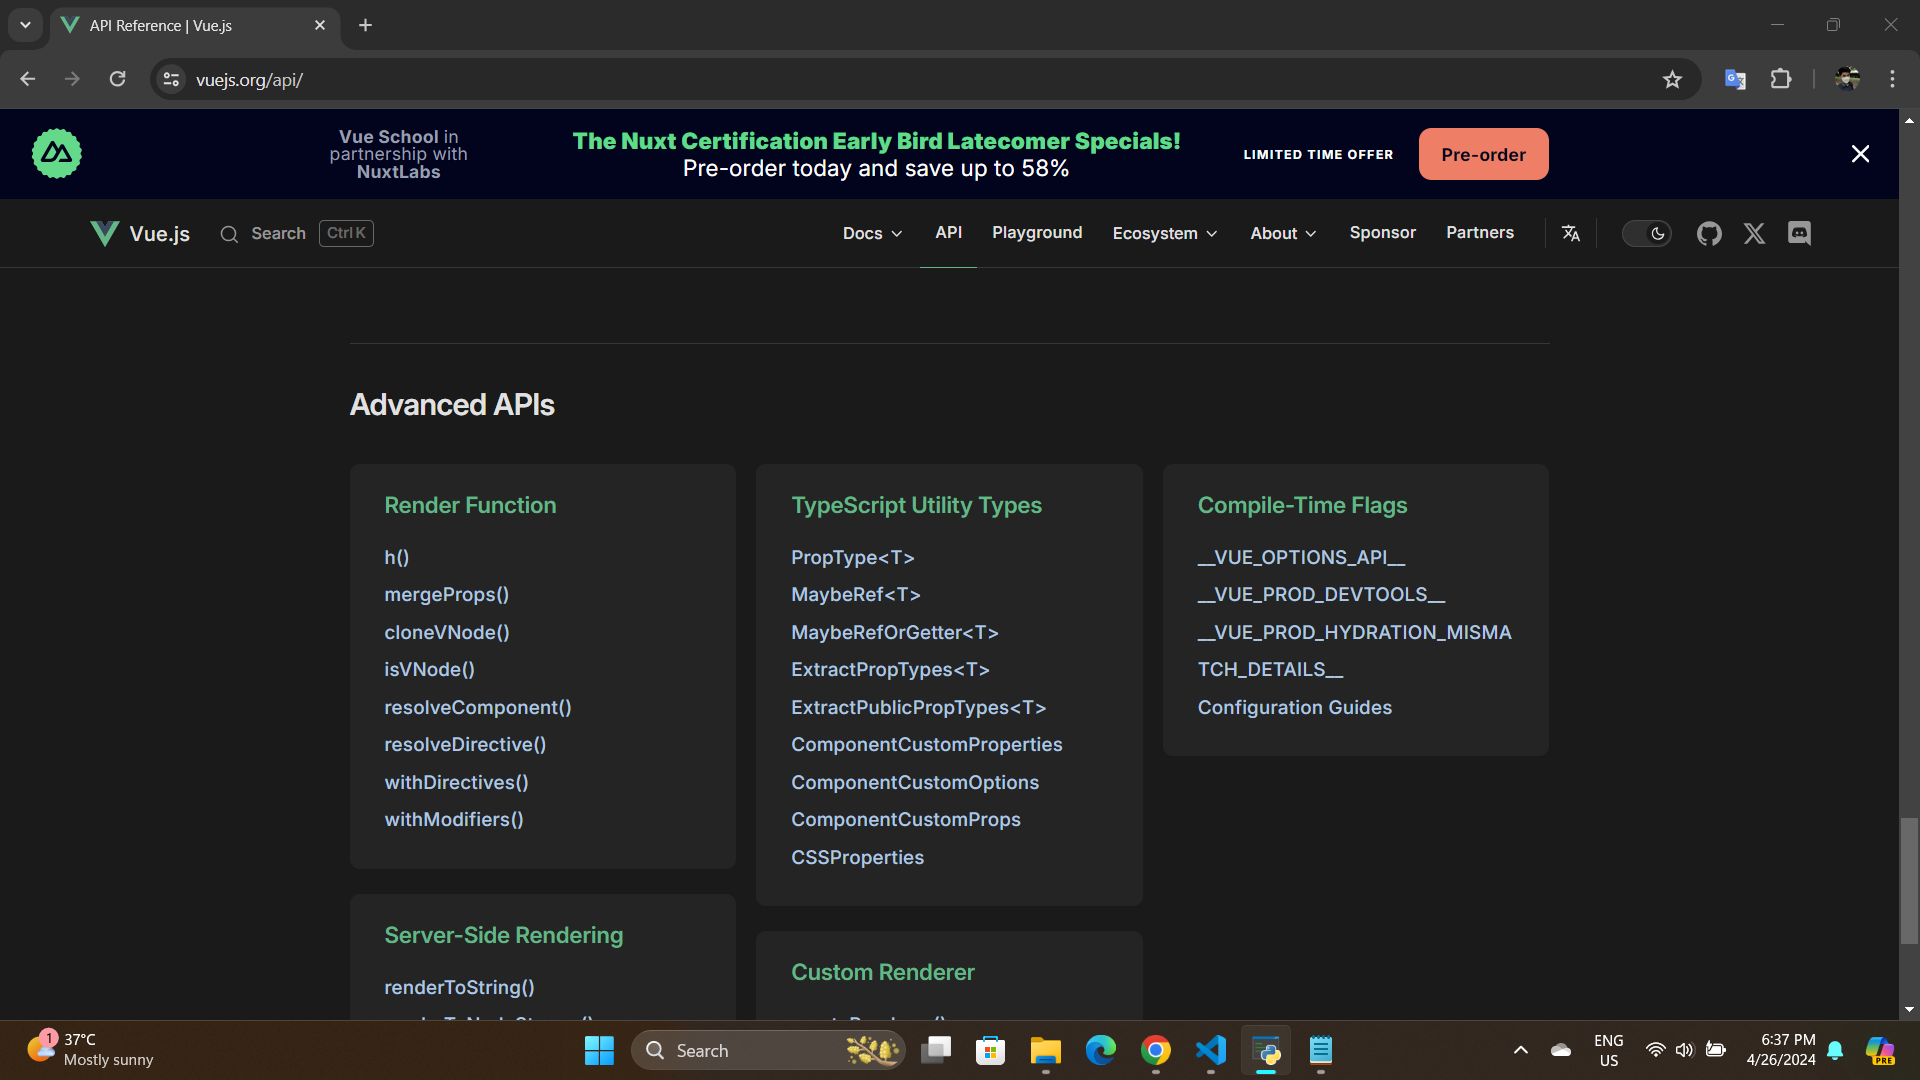 API Reference | Vue.js
vuejs.org/api/
Vue School in
partnership with
NuxtLabs
The Nuxt Certification Early Bird Latecomer Specials!
Pre-order today and save up to 58%
LIMITED TIME OFFER
Pre-order
Vue.js
Search
Ctrl K
Docs
API
Playground
Ecosystem
About
Sponsor
Partners
Advanced APIs
Render Function
h()
mergeProps()
cloneVNode()
isVNode()
resolveComponent()
resolveDirective()
withDirectives()
withModifiers()
TypeScript Utility Types
PropType<T>
MaybeRef<T>
MaybeRefOrGetter<T>
ExtractPropTypes<T>
ExtractPublicPropTypes<T>
ComponentCustomProperties
ComponentCustomOptions
ComponentCustomProps
CSSProperties
Compile-Time Flags
__VUE_OPTIONS_API__
__VUE_PROD_DEVTOOLS__
__VUE_PROD_HYDRATION_MISMA
TCH_DETAILS__
Configuration Guides
Server-Side Rendering
renderToString()
Custom Renderer
1
37°C
Mostly sunny
Search
ENG
US
6:37 PM
4/26/2024
PRE